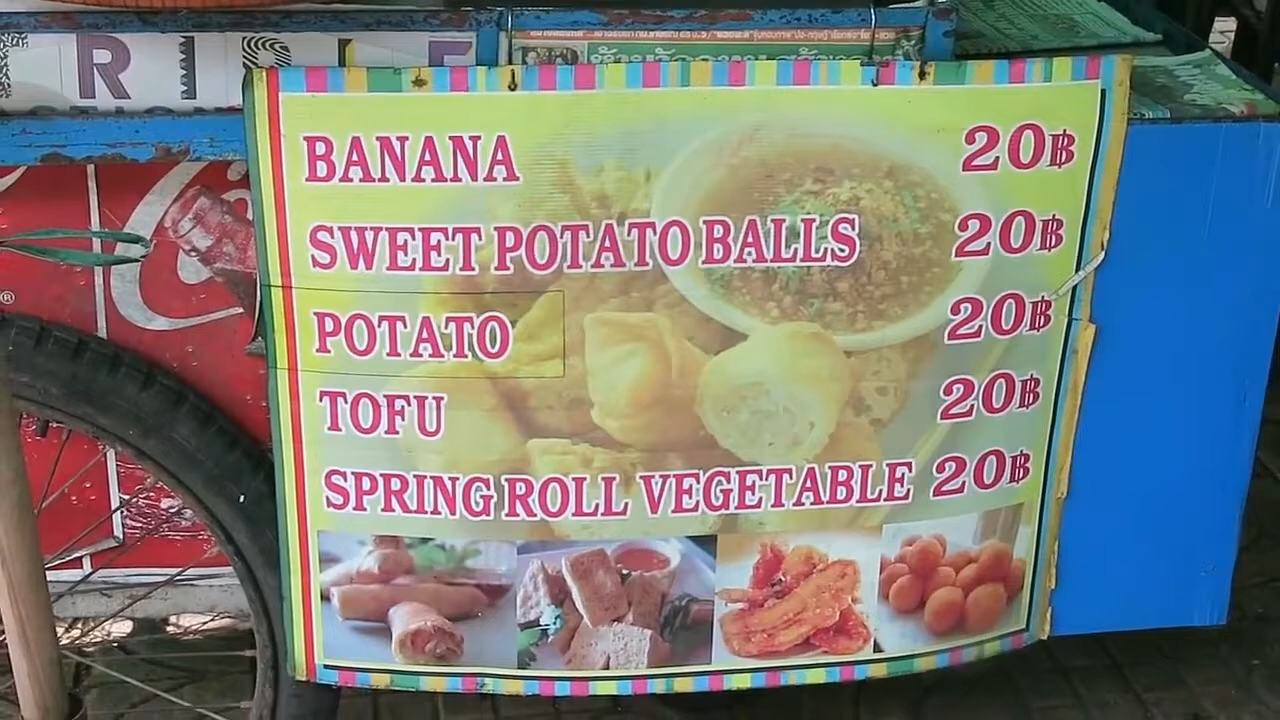 BANANA 20฿
SWEET POTATO BALLS 20฿
POTATO 20฿
TOFU 20฿
SPRING ROLL VEGETABLE 20฿